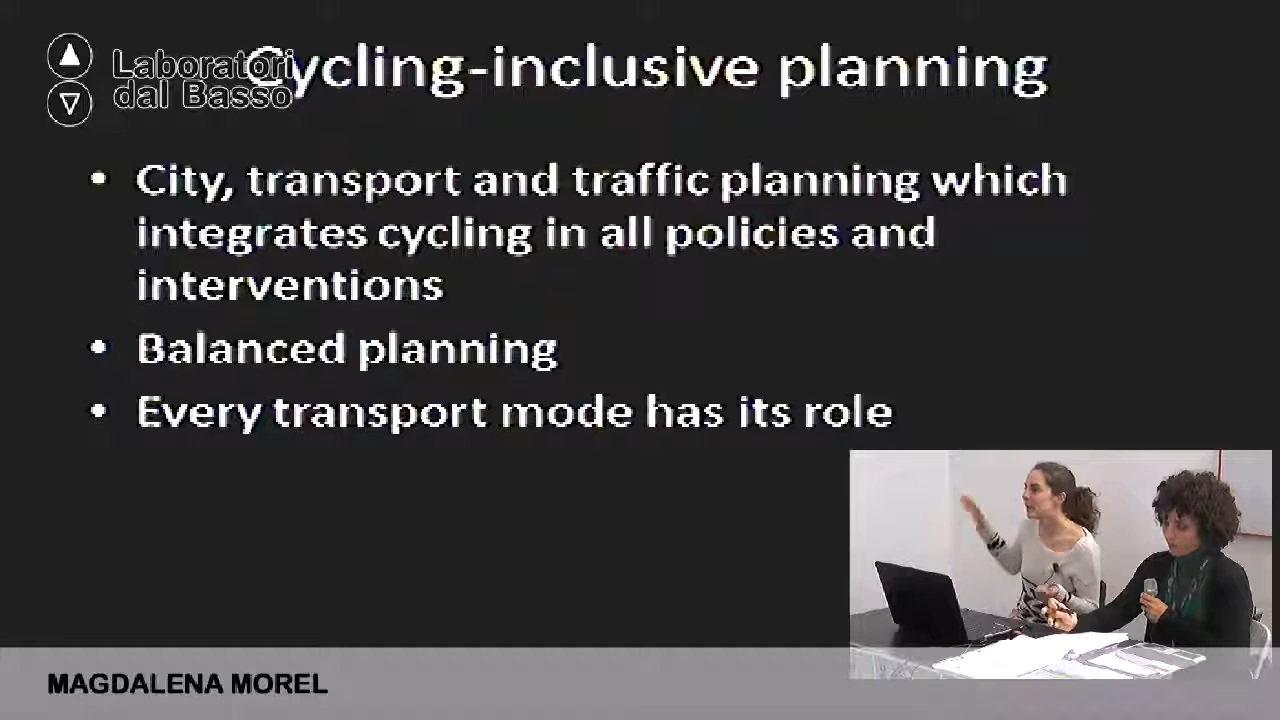 Laboratori
dal Basso
Cycling-inclusive planning
• City, transport and traffic planning which
integrates cycling in all policies and
interventions
• Balanced planning
• Every transport mode has its role
MAGDALENA MOREL